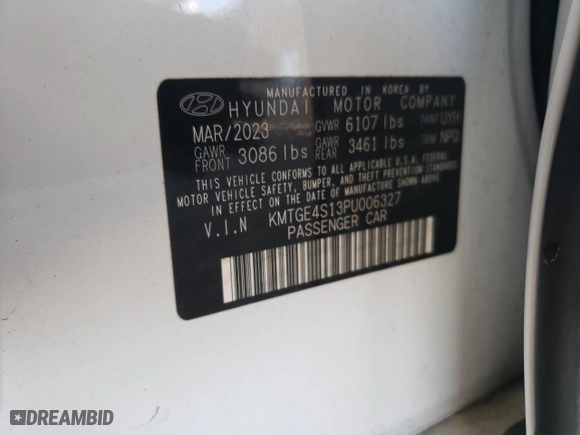 MANUFACTURED IN KOREA BY
HYUNDAI MOTOR COMPANY
MAR/2023 GVWR 6107 lbs PAINT UYH
GAWR FRONT 3086 lbs GAWR REAR 3461 lbs TRIM NPQ
THIS VEHICLE CONFORMS TO ALL APPLICABLE U.S.A. FEDERAL
MOTOR VEHICLE SAFETY, BUMPER, AND THEFT PREVENTION STANDARDS
IN EFFECT ON THE DATE OF MANUFACTURE SHOWN ABOVE.
V.I.N KMTGE4S13PU006327
PASSENGER CAR
DREAMBID